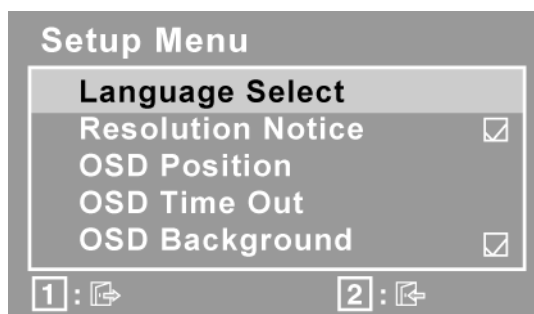 Setup Menu
Language Select
Resolution Notice
OSD Position
OSD Time Out
OSD Background
1 : 2 :